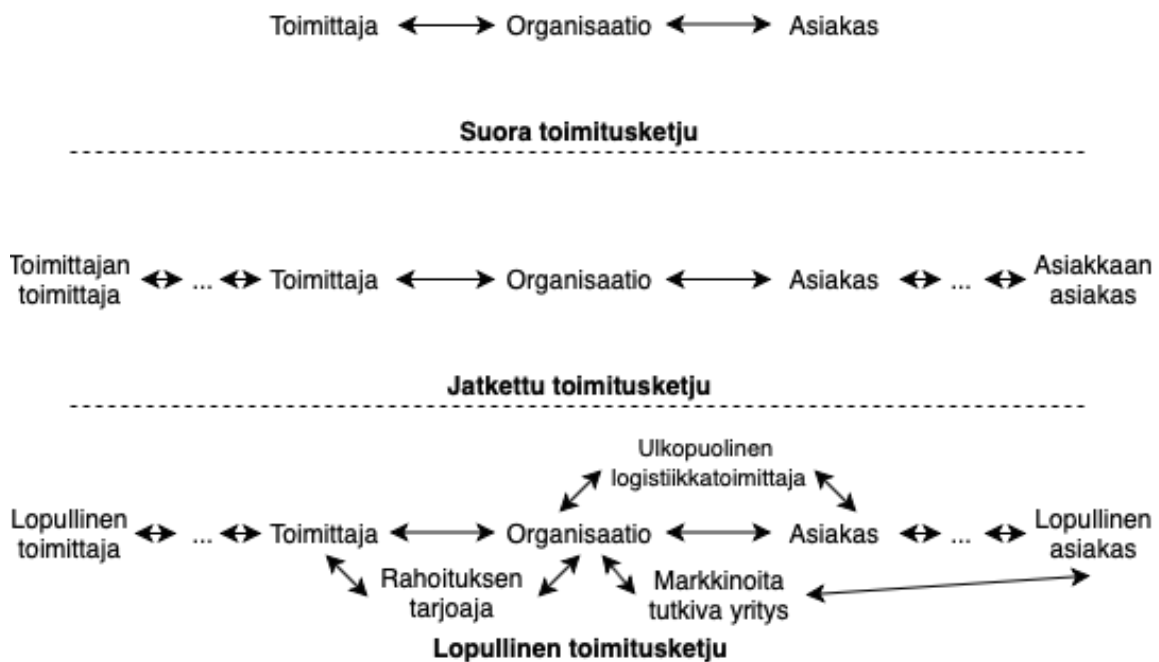 Toimittaja Organisaatio Asiakas
Suora toimitusketju
Toimittajan toimittaja ... Toimittaja Organisaatio Asiakas ... Asiakkaan asiakas
Jatkettu toimitusketju
Ulkopuolinen
logistiikkatoimittaja
Lopullinen toimittaja ... Toimittaja Organisaatio Asiakas ... Lopullinen asiakas
Rahoituksen tarjoaja
Markkinoita tutkiva yritys
Lopullinen toimitusketju